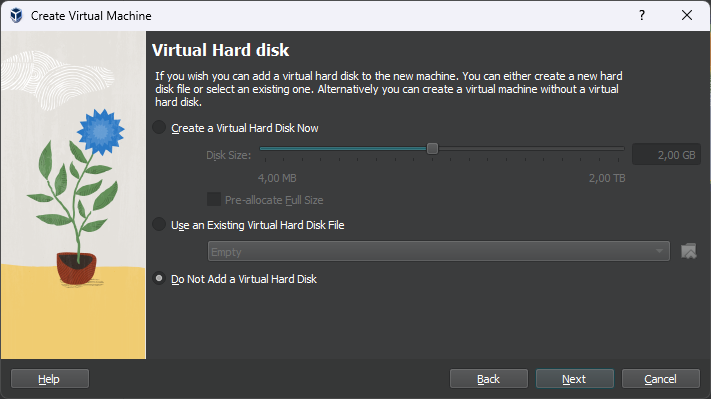 Create Virtual Machine
?
Virtual Hard disk
If you wish you can add a virtual hard disk to the new machine. You can either create a new hard
disk file or select an existing one. Alternatively you can create a virtual machine without a virtual
hard disk.
Create a Virtual Hard Disk Now
Disk Size:
2,00 GB
4,00 MB
2,00 TB
Pre-allocate Full Size
Use an Existing Virtual Hard Disk File
Empty
Do Not Add a Virtual Hard Disk
Help
Back
Next
Cancel